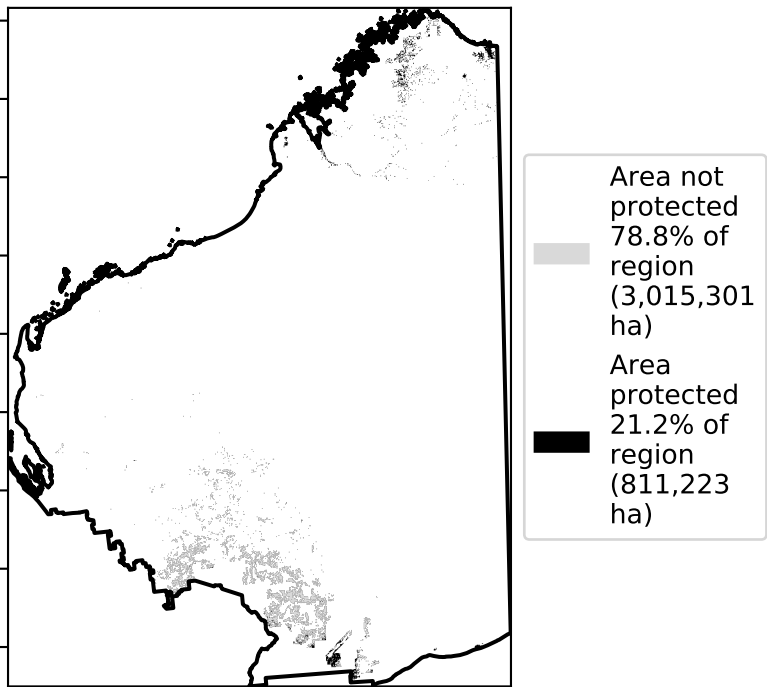 Area not
protected
78.8% of
region
(3,015,301
ha)
Area
protected
21.2% of
region
(811,223
ha)